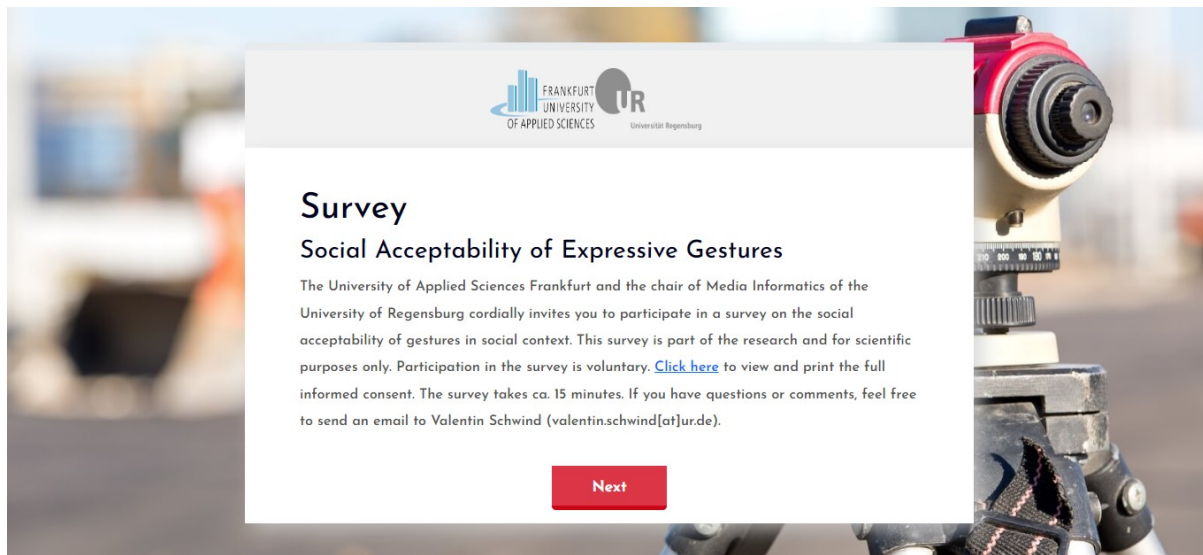 FRANKFURT
UNIVERSITY
OF APPLIED SCIENCES
UR
Universität Regensburg
Survey
Social Acceptability of Expressive Gestures
The University of Applied Sciences Frankfurt and the chair of Media Informatics of the
University of Regensburg cordially invites you to participate in a survey on the social
acceptability of gestures in social context. This survey is part of the research and for scientific
purposes only. Participation in the survey is voluntary. Click here to view and print the full
informed consent. The survey takes ca. 15 minutes. If you have questions or comments, feel free
to send an email to Valentin Schwind (valentin.schwind[at]ur.de).
Next